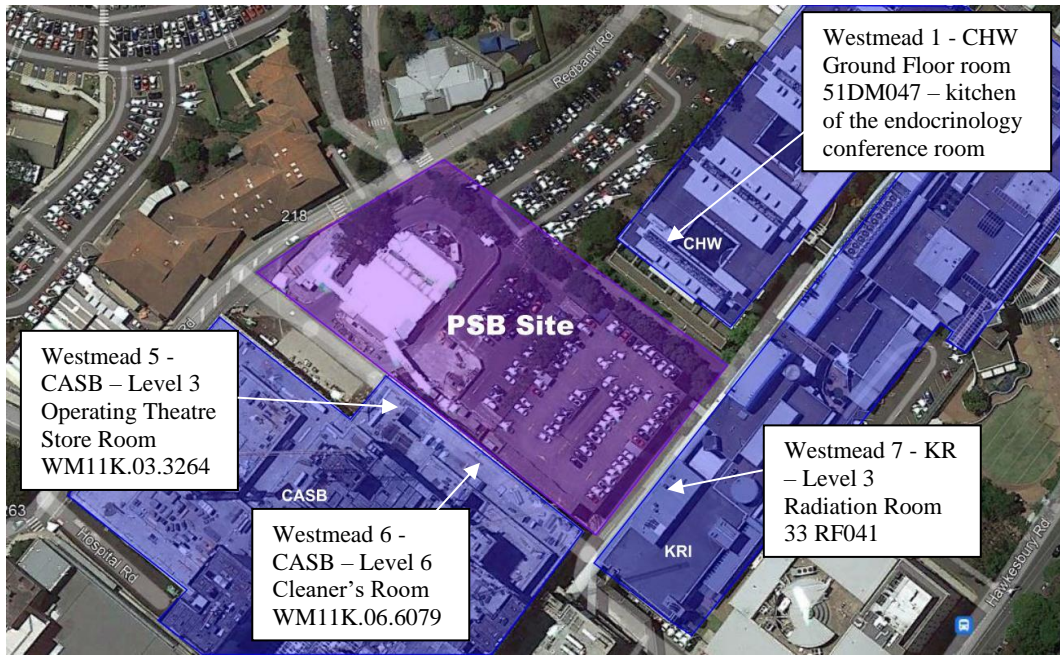 Redbank Rd
Westmead 1 - CHW
Ground Floor room
51DM047 – kitchen
of the endocrinology
conference room
218
CHW
PSB Site
Rd
Westmead 5 -
CASB – Level 3
Operating Theatre
Store Room
WM11K.03.3264
CASB
263
Hospital Rd
Westmead 6 -
CASB – Level 6
Cleaner's Room
WM11K.06.6079
Westmead 7 - KR
– Level 3
Radiation Room
33 RF041
KRI
Hawkesbury Rd